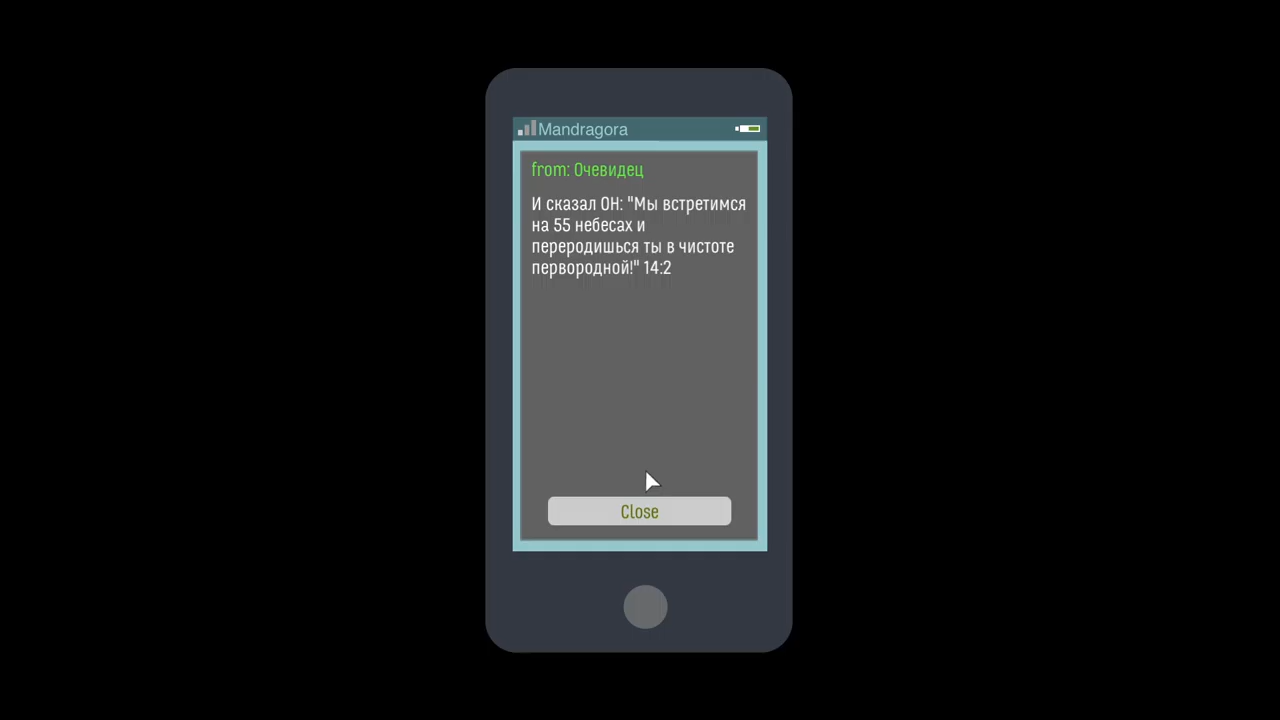 Mandragora
from: Очевидец
И сказал ОН: "Мы встретимся
на 55 небесах и
переродишься ты в чистоте
первородной!" 14:2
Close